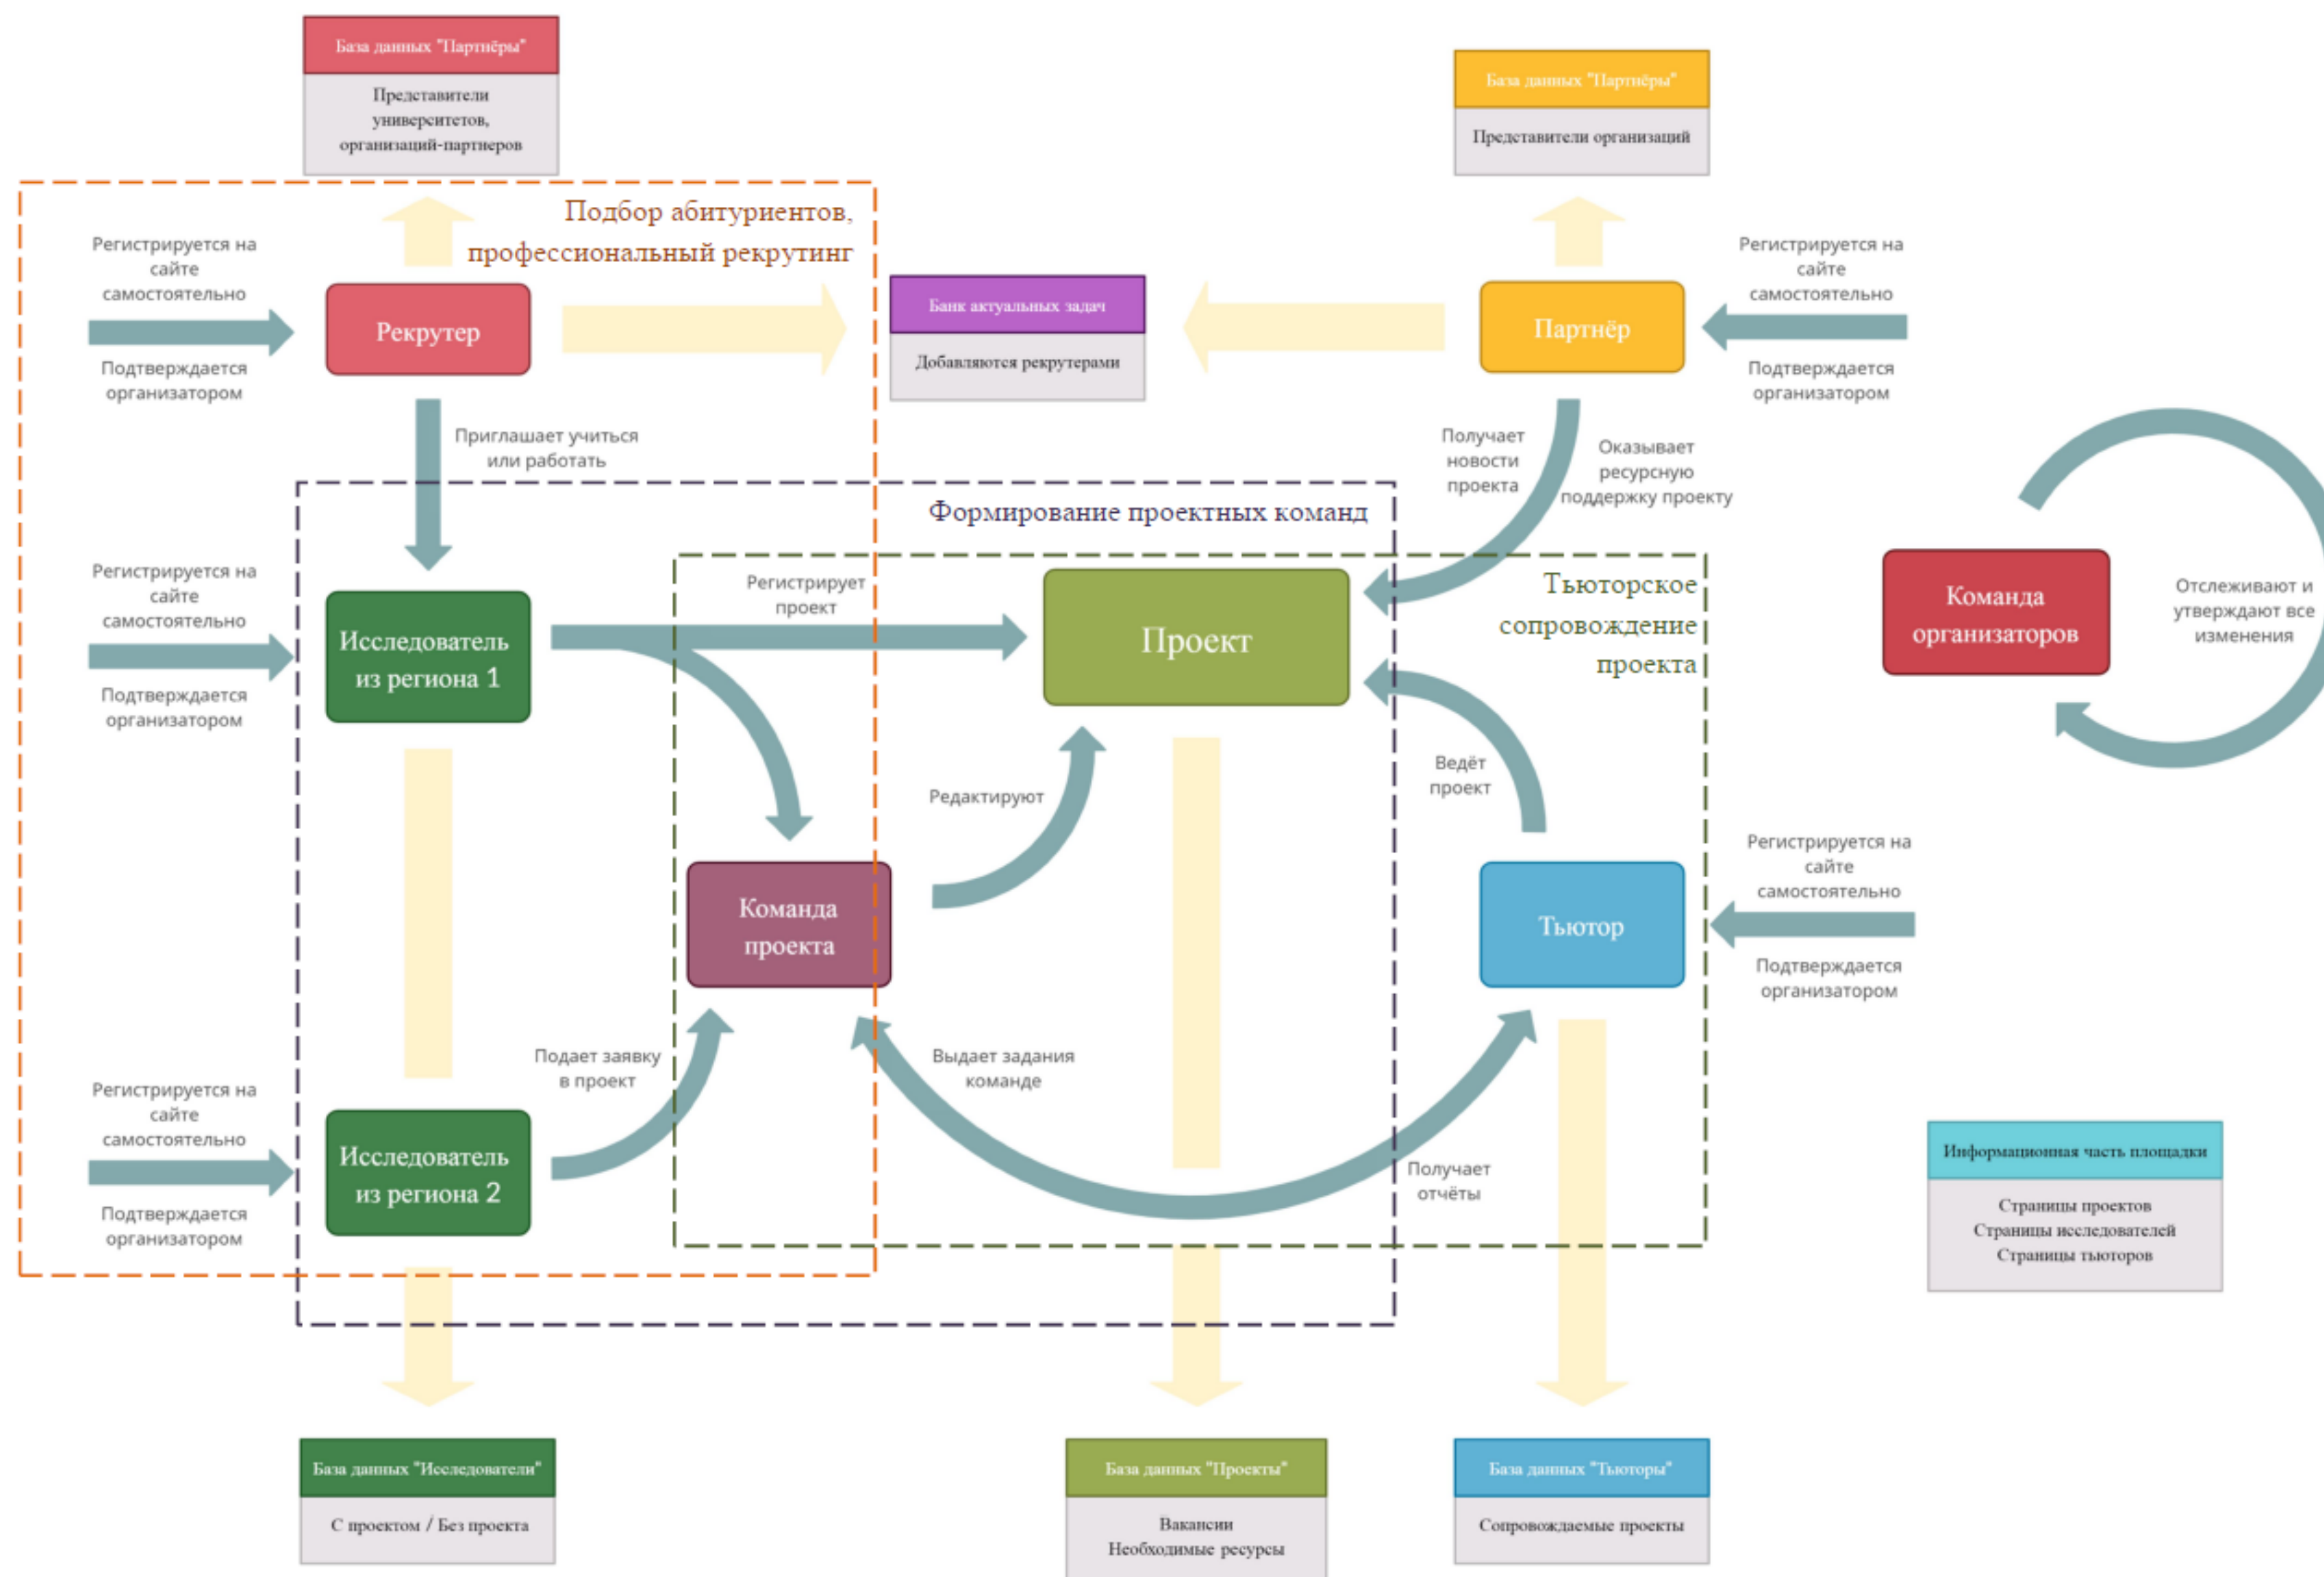 База данных "Партнёры"
Представители
университетов,
организаций-партнеров
База данных "Партнёры"
Представители организаций
Подбор абитуриентов,
профессиональный рекрутинг
Регистрируется на
сайте
самостоятельно
Подтверждается
организатором
Рекрутер
Банк актуальных задач
Добавляются рекрутерами
Партнёр
Регистрируется на
сайте
самостоятельно
Подтверждается
организатором
Приглашает учиться
или работать
Получает
новости
проекта
Оказывает
ресурсную
поддержку проекту
Формирование проектных команд
Регистрируется на
сайте
самостоятельно
Подтверждается
организатором
Исследователь
из региона 1
Регистрирует
проект
Проект
Тьюторское
сопровождение
проекта
Команда
организаторов
Отслеживают и
утверждают все
изменения
Редактируют
Ведёт
проект
Команда
проекта
Тьютор
Регистрируется на
сайте
самостоятельно
Подтверждается
организатором
Регистрируется на
сайте
самостоятельно
Подтверждается
организатором
Исследователь
из региона 2
Подает заявку
в проект
Выдает задания
команде
Получает
отчёты
Информационная часть площадки
Страницы проектов
Страницы исследователей
Страницы тьюторов
База данных "Исследователи"
С проектом / Без проекта
База данных "Проекты"
Вакансии
Необходимые ресурсы
База данных "Тьюторы"
Сопровождаемые проекты